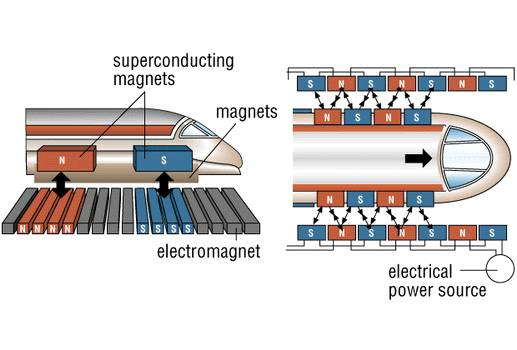 superconducting
magnets
magnets
N
S
N N N N
S S S S
electromagnet
S N S N S N S
N S N S
N S N S
S N S N S N S
electrical
power source